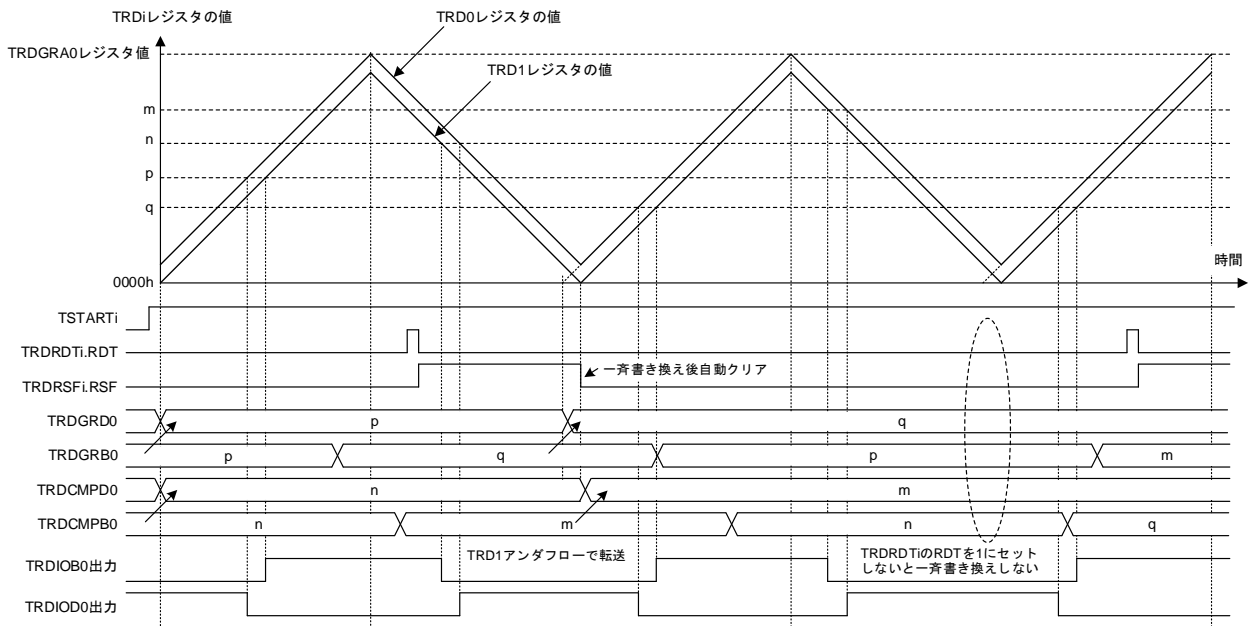 TRDiレジスタの値
TRD0レジスタの値
TRDGRA0レジスタ値
TRD1レジスタの値
m
n
p
q
0000h
時間
TSTARTi
TRDRDTi.RDT
TRDRSFi.RSF
一斉書き換え後自動クリア
TRDGRD0
p
q
TRDGRB0
p
q
p
m
TRDCMPD0
n
m
TRDCMPB0
n
m
n
q
TRDIOB0出力
TRD1アンダフローで転送
TRDRDTiのRDTを1にセット
しないと一斉書き換えしない
TRDIOD0出力